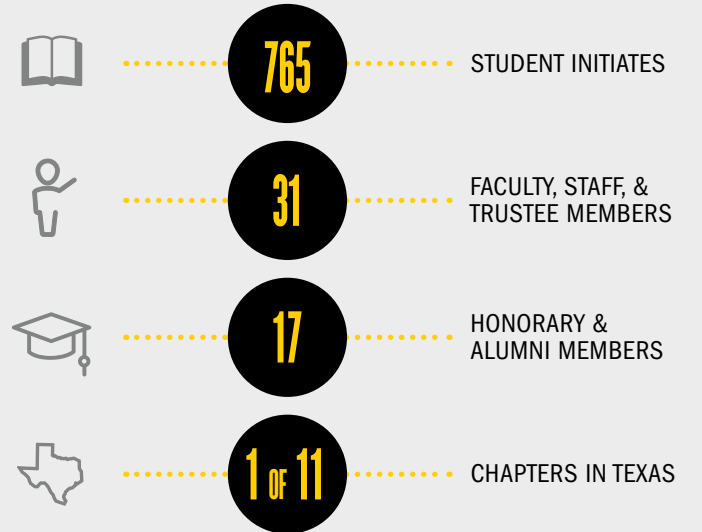 765
STUDENT INITIATES
31
FACULTY, STAFF, &
TRUSTEE MEMBERS
17
HONORARY &
ALUMNI MEMBERS
1 OF 11
CHAPTERS IN TEXAS